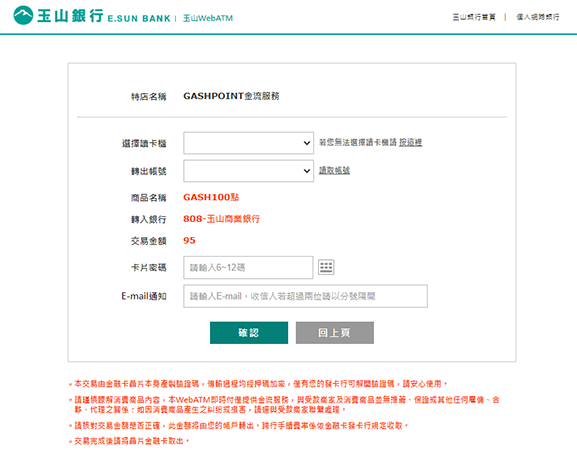 玉山銀行 E.SUN BANK | 玉山WebATM
玉山銀行首頁 | 個人網路銀行
特店名稱 GASHPOINT金流服務
選擇讀卡機 若您無法選擇讀卡機請 按這裡
轉出帳號 讀取帳號
商品名稱 GASH100點
轉入銀行 808-玉山商業銀行
交易金額 95
卡片密碼 請輸入6~12碼
E-mail通知 請輸入E-mail，收信人若超過兩位請以分號隔開
確認 回上頁
本交易由金融卡晶片本身產製驗證碼，傳輸過程均經押碼加密，僅有您的發卡行可解開驗證碼，請安心使用。
請謹慎瞭解消費商品內容，本WebATM即時付僅提供金流服務，與受款商家及消費商品並無推薦、保證或其他任何僱傭、合
夥、代理之關係；如因消費商品產生之糾紛或損害，請逕與受款商家聯繫處理。
請核對交易金額是否正確，此金額將由您的帳戶轉出，跨行手續費率係依金融卡發卡行規定收取。
交易完成後請將晶片金融卡取出。